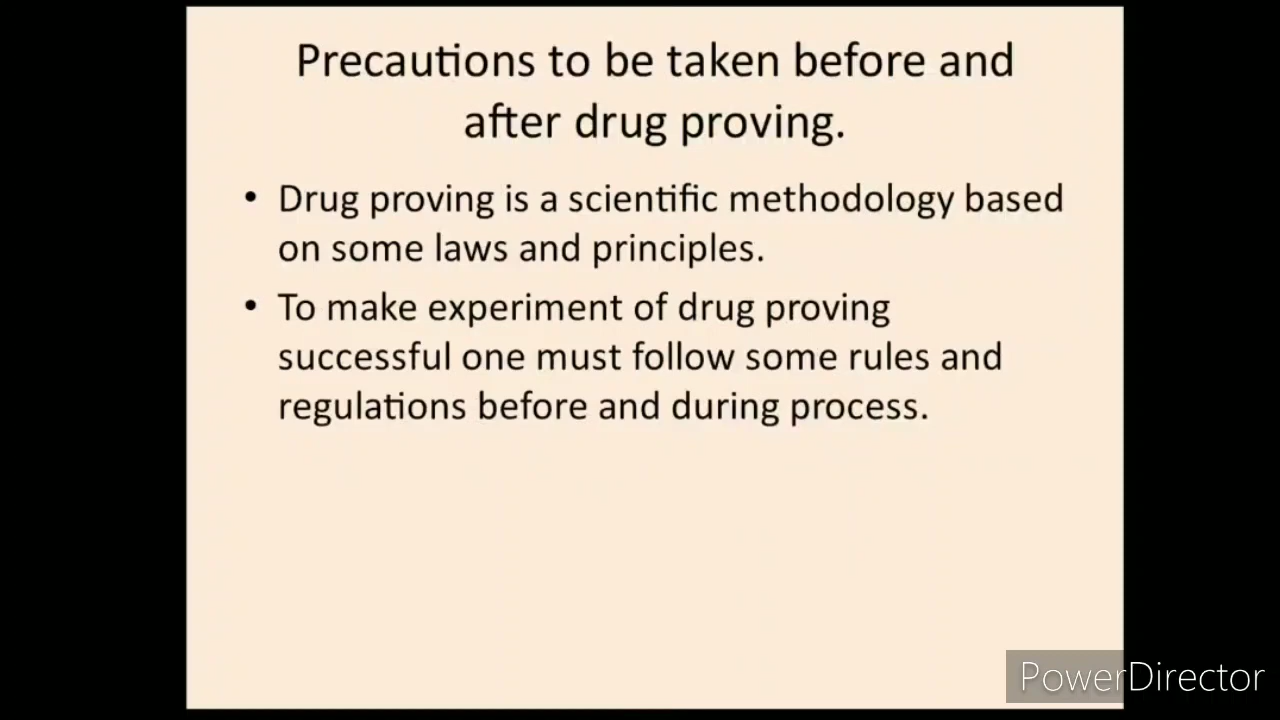 Precautions to be taken before and
after drug proving.
• Drug proving is a scientific methodology based
on some laws and principles.
• To make experiment of drug proving
successful one must follow some rules and
regulations before and during process.
PowerDirector